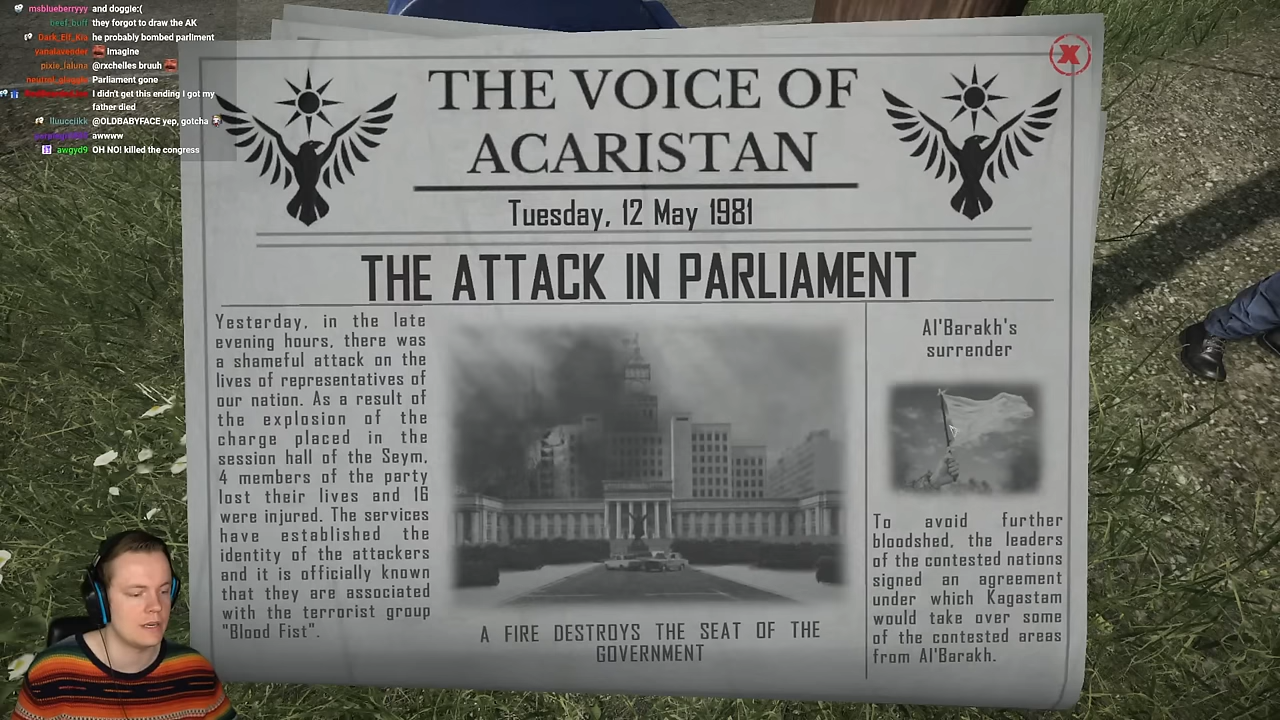 msblueberryyy and doggie:(
beef_buff they forgot to draw the AK
Dark_Elf_Kia he probably bombed parliment
yanalavender Imagine
pixie_laluna @rxchelles bruuh
Parliament gone
I didn't get this ending I got my
father died
@OLDBABYFACE yep, gotcha
awwww
awgyd9 OH NO! killed the congress
X
THE VOICE OF
ACARISTAN
Tuesday, 12 May 1981
THE ATTACK IN PARLIAMENT
Yesterday, in the late
evening hours, there was
a shameful attack on the
lives of representatives of
our nation. As a result of
the explosion of the
charge placed in the
session hall of the Seym,
4 members of the party
lost their lives and 16
were injured. The services
have established the
identity of the attackers
and it is officially known
that they are associated
with the terrorist group
"Blood Fist".
A FIRE DESTROYS THE SEAT OF THE
GOVERNMENT
Al'Barakh's
surrender
To avoid further
bloodshed, the leaders
of the contested nations
signed an agreement
under which Kagastam
would take over some
of the contested areas
from Al'Barakh.